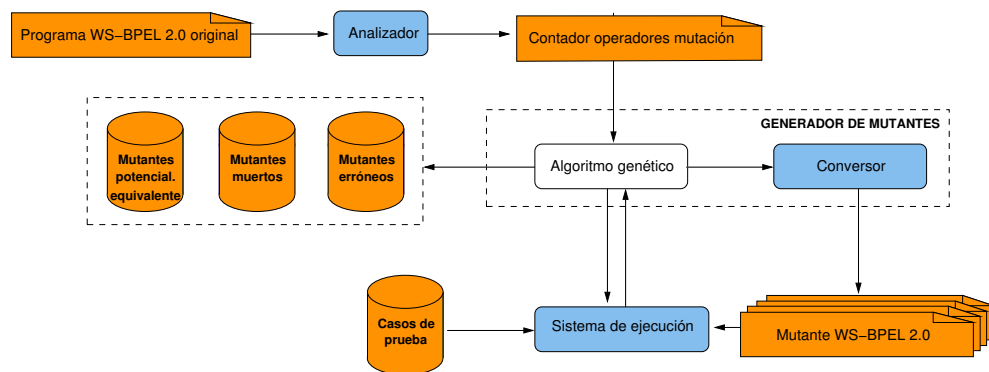 Programa WS–BPEL 2.0 original
Analizador
Contador operadores mutación
GENERADOR DE MUTANTES
Mutantes
potencial.
equivalente
Mutantes
muertos
Mutantes
erróneos
Algoritmo genético
Conversor
Casos de
prueba
Sistema de ejecución
Mutante WS–BPEL 2.0